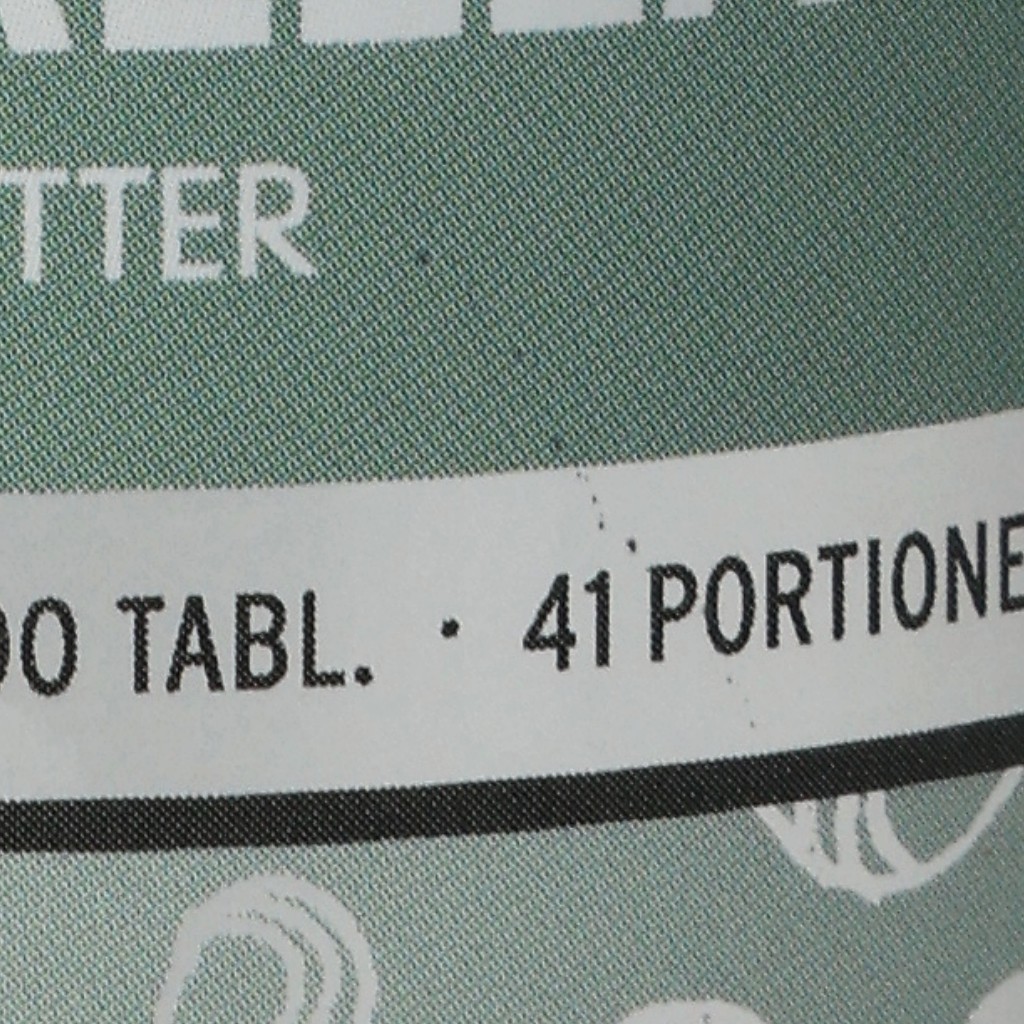 TTER
00 TABL. · 41 PORTIONE